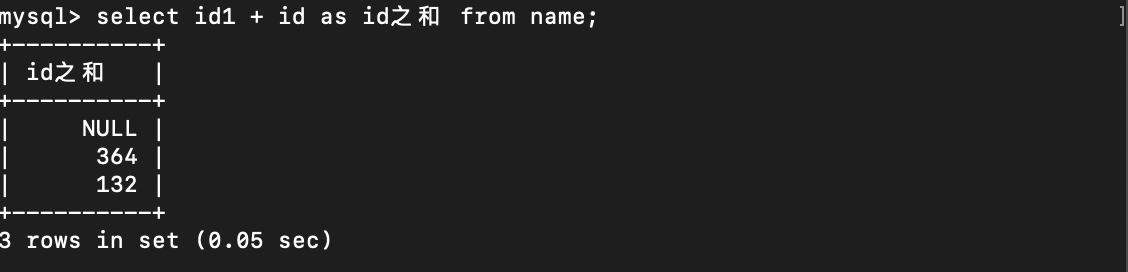 mysql> select id1 + id as id之和 from name;
+----------+
| id之和   |
+----------+
|     NULL |
|      364 |
|      132 |
+----------+
3 rows in set (0.05 sec)